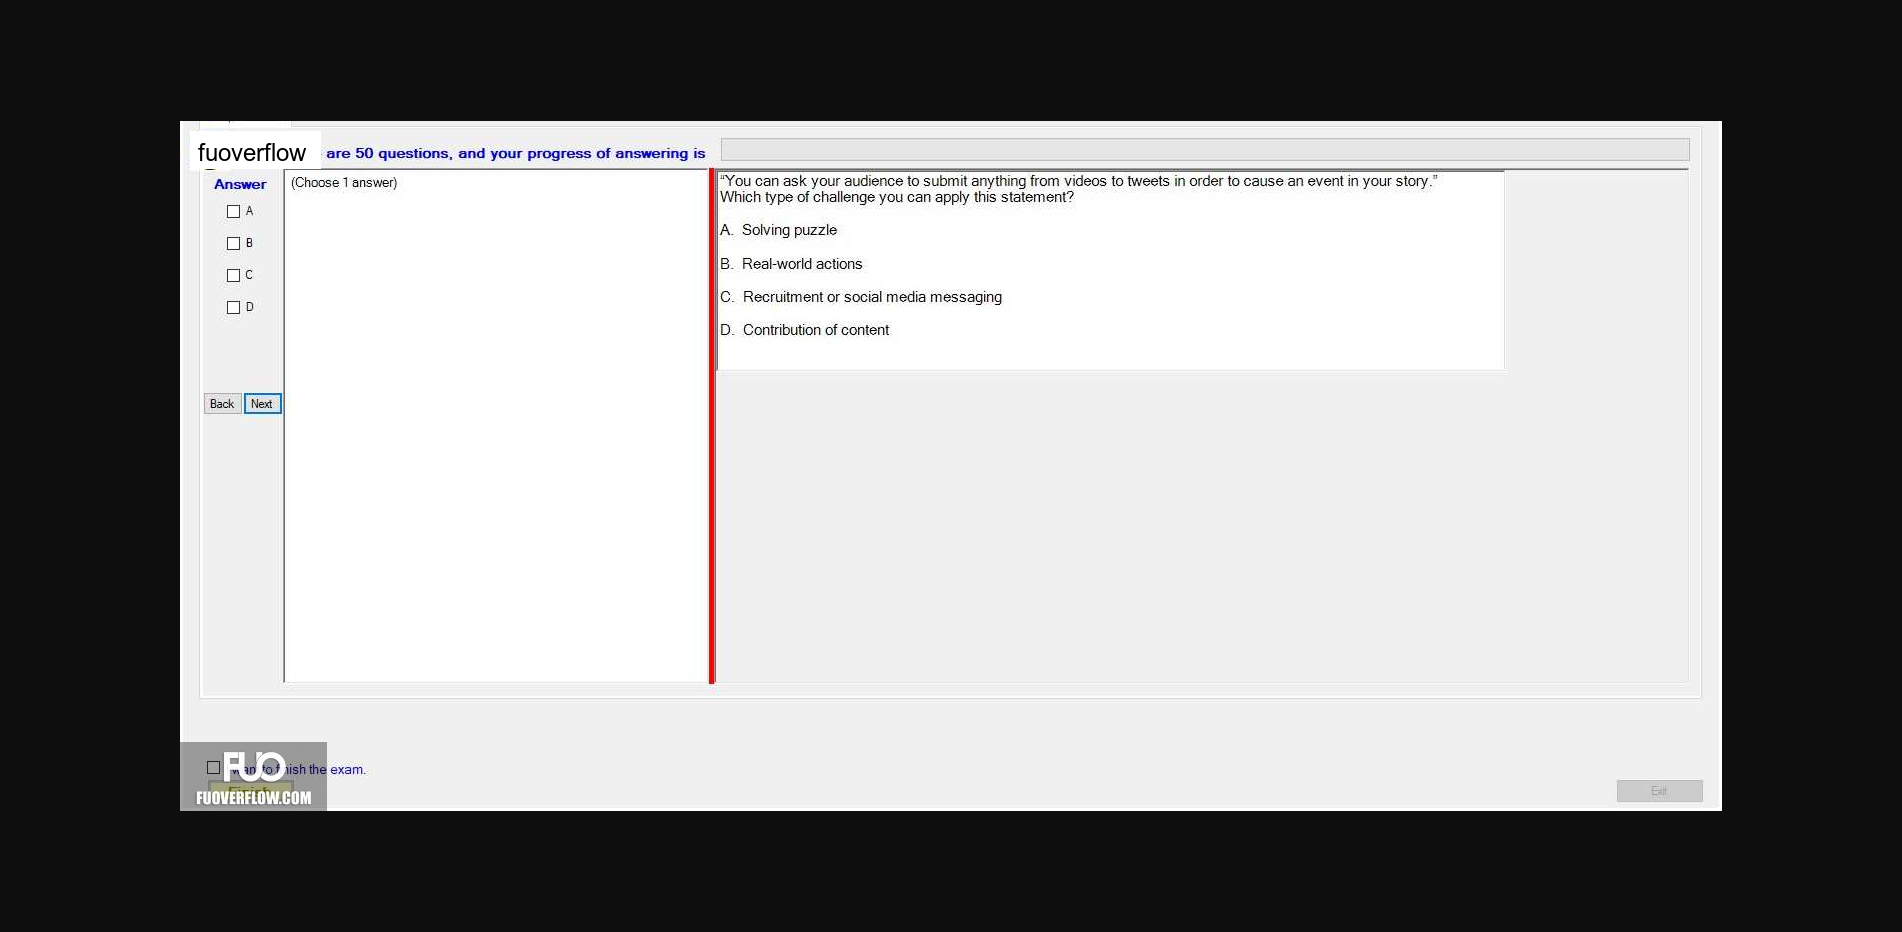 fuoverflow are 50 questions, and your progress of answering is
Answer
(Choose 1 answer)
A
B
C
D
Back Next
“You can ask your audience to submit anything from videos to tweets in order to cause an event in your story.”
Which type of challenge you can apply this statement?
A. Solving puzzle
B. Real-world actions
C. Recruitment or social media messaging
D. Contribution of content
FUO
to finish the exam.
Finish
FUOVERFLOW.COM
Exit